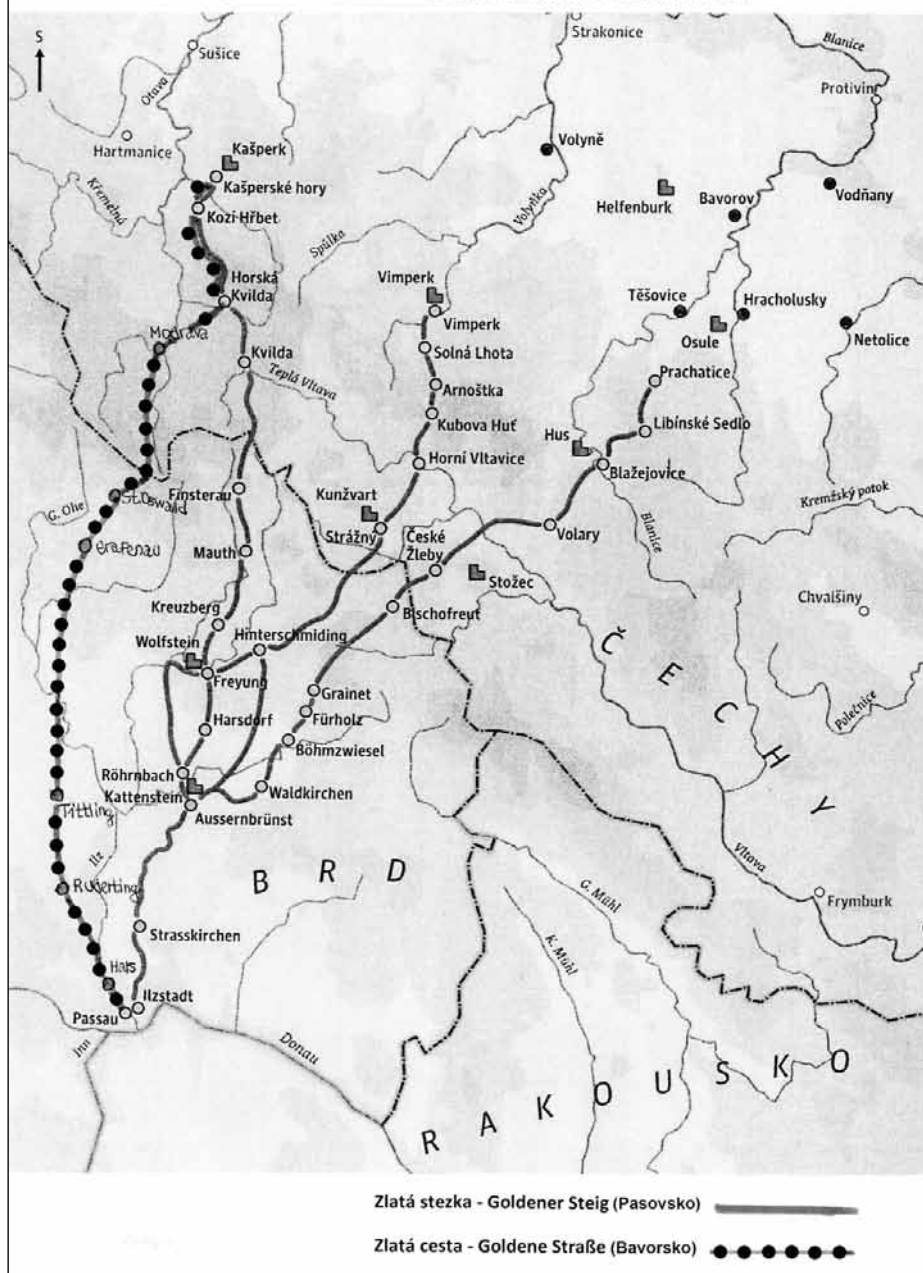 S
Sušice
Strakonice
Blanice
Otava
Protivín
Hartmanice
Kašperk
Volyně
Kašperské hory
Helfenburk
Bavorov
Vodňany
Křemelná
Kozí Hřbet
Volyňka
Spůlka
Vimperk
Horská
Kvilda
Vimperk
Těšovice
Hracholusky
Modrava
Solná Lhota
Osule
Netolice
Kvilda
Teplá Vltava
Arnoštka
Prachatice
Kubova Huť
Libínské Sedlo
Hus
Horní Vltavice
Blažejovice
Finsterau
St.Oswald
Kunžvart
G. Ohe
Strážný
České
Žleby
Volary
Blanice
Kremžský potok
Grafenau
Mauth
Stožec
Chvalšiny
Kreuzberg
Bischofreut
Wolfstein
Hinterschmiding
Freyung
Č E C H Y
Grainet
Polečnice
Harsdorf
Fürholz
Böhmzwiesel
Röhrnbach
Kattenstein
Waldkirchen
Tittling
Aussernbrünst
Ilz
Vltava
B R D
G. Mühl
Ruderting
Frymburk
Strasskirchen
K. Mühl
Hals
Ilzstadt
Passau
Inn
Donau
R A K O U S K O
Zlatá stezka - Goldener Steig (Pasovsko)
Zlatá cesta - Goldene Straße (Bavorsko)